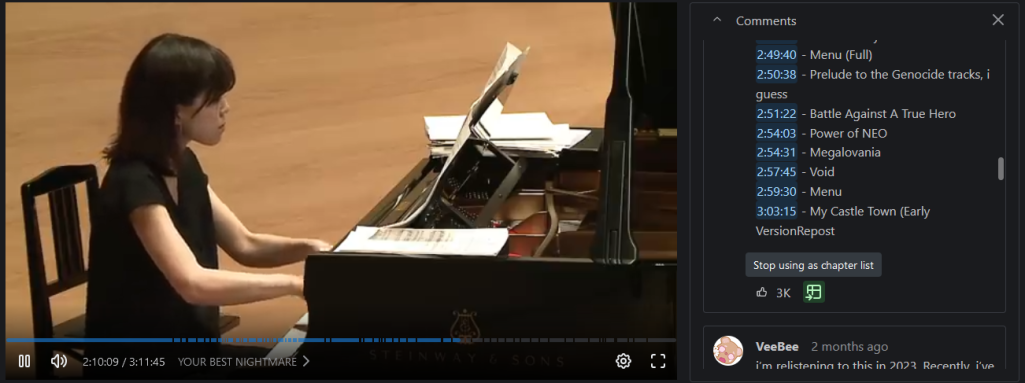 Comments
2:49:40 - Menu (Full)
2:50:38 - Prelude to the Genocide tracks, i
guess
2:51:22 - Battle Against A True Hero
2:54:03 - Power of NEO
2:54:31 - Megalovania
2:57:45 - Void
2:59:30 - Menu
3:03:15 - My Castle Town (Early
VersionRepost
Stop using as chapter list
3K
VeeBee 2 months ago
i'm relistening to this in 2023. Recently, i've
STEINWAY & SONS
2:10:09 / 3:11:45 YOUR BEST NIGHTMARE